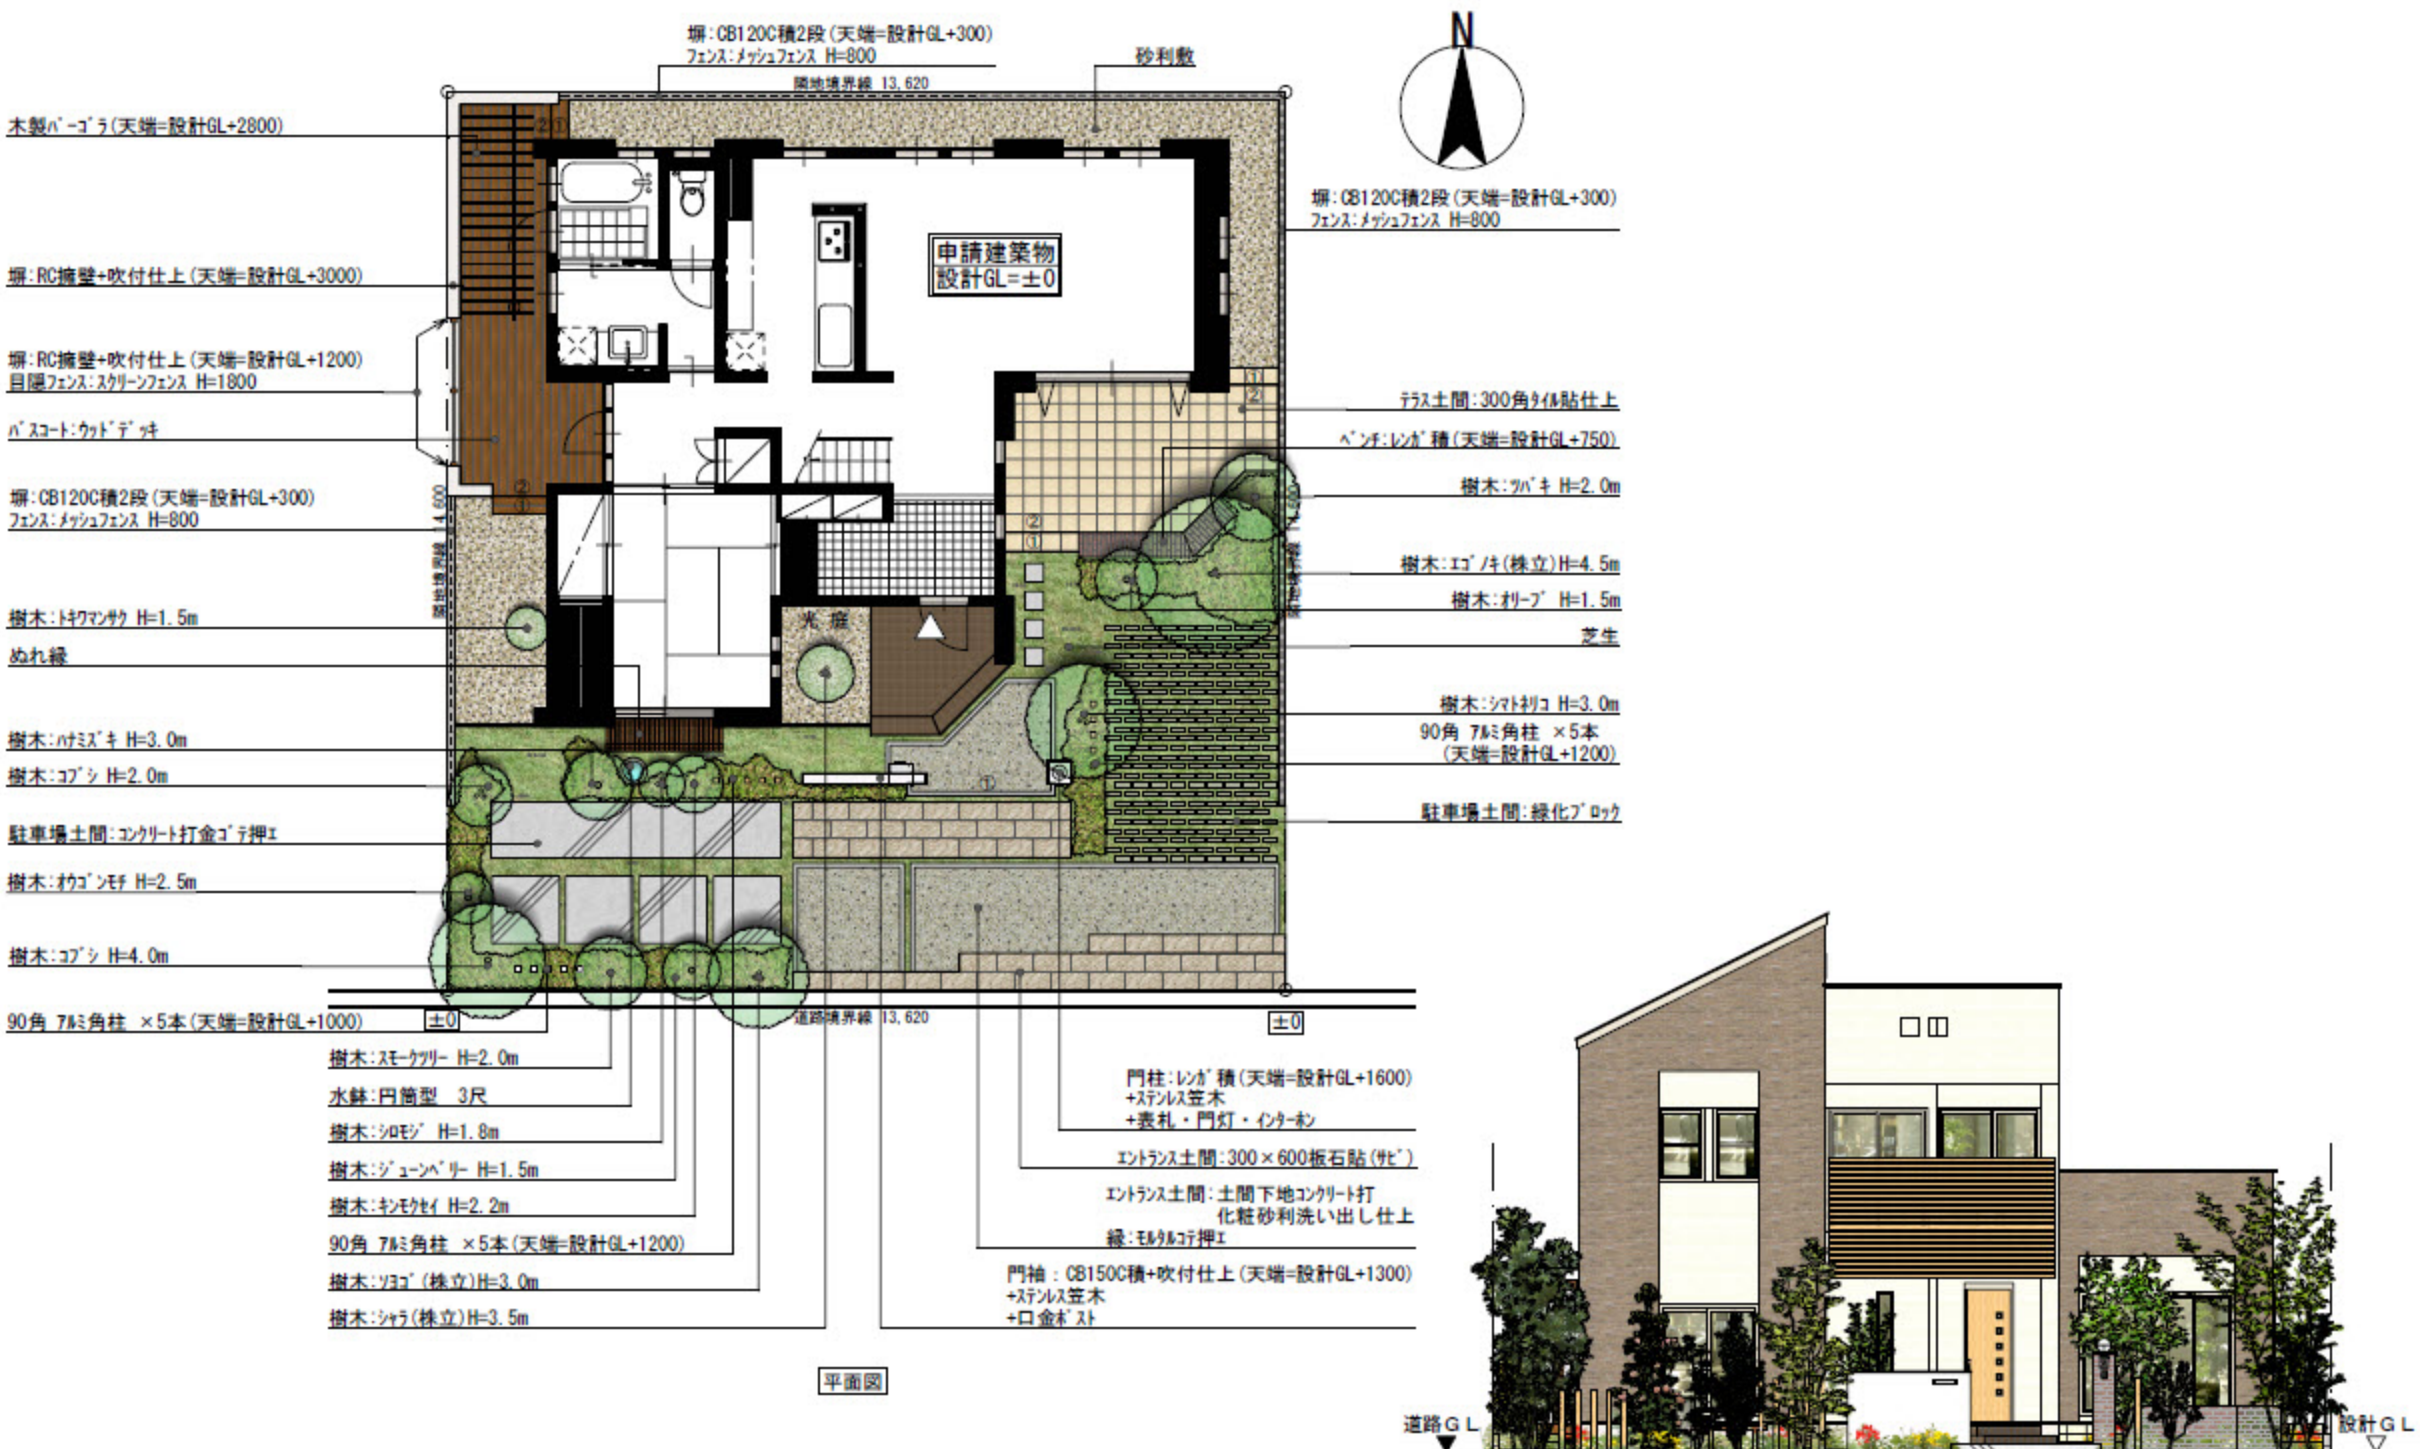 塀:CB120C積2段(天端=設計GL+300)
ﾌｪﾝｽ:ﾒｯｼｭﾌｪﾝｽ H=800
砂利敷
隣地境界線 13,620
N
木製ﾊﾟｰｺﾞﾗ(天端=設計GL+2800)
②①
塀:CB120C積2段(天端=設計GL+300)
ﾌｪﾝｽ:ﾒｯｼｭﾌｪﾝｽ H=800
申請建築物
設計GL=±0
塀:RC擁壁+吹付仕上(天端=設計GL+3000)
塀:RC擁壁+吹付仕上(天端=設計GL+1200)
目隠ﾌｪﾝｽ:ｽｸﾘｰﾝﾌｪﾝｽ H=1800
①
②
ﾃﾗｽ土間:300角ﾀｲﾙ貼仕上
ﾊﾞｽｺｰﾄ:ｳｯﾄﾞﾃﾞｯｷ
ﾍﾞﾝﾁ:ﾚﾝｶﾞ積(天端=設計GL+750)
樹木:ﾂﾊﾞｷ H=2.0m
②
①
塀:CB120C積2段(天端=設計GL+300)
ﾌｪﾝｽ:ﾒｯｼｭﾌｪﾝｽ H=800
隣地境界線 14,600
隣地境界線 14,600
②
①
樹木:ｴｺﾞﾉｷ(株立)H=4.5m
樹木:ｵﾘｰﾌﾞ H=1.5m
樹木:ﾄｷﾜﾏﾝｻｸ H=1.5m
光庭
芝生
ぬれ縁
樹木:ｼﾏﾄﾈﾘｺ H=3.0m
90角 ｱﾙﾐ角柱 ×5本
(天端=設計GL+1200)
樹木:ﾊﾅﾐｽﾞｷ H=3.0m
樹木:ｺﾌﾞｼ H=2.0m
①
駐車場土間:緑化ﾌﾞﾛｯｸ
駐車場土間:ｺﾝｸﾘｰﾄ打金ｺﾞﾃ押ｴ
樹木:ｵｳｺﾞﾝﾓﾁ H=2.5m
樹木:ｺﾌﾞｼ H=4.0m
90角 ｱﾙﾐ角柱 ×5本(天端=設計GL+1000)
±0
道路境界線 13,620
±0
樹木:ｽﾓｰｸﾂﾘｰ H=2.0m
水鉢:円筒型 3尺
樹木:ｼﾛﾓｼﾞ H=1.8m
樹木:ｼﾞｭｰﾝﾍﾞﾘｰ H=1.5m
樹木:ｷﾝﾓｸｾｲ H=2.2m
90角 ｱﾙﾐ角柱 ×5本(天端=設計GL+1200)
樹木:ｿﾖｺﾞ(株立)H=3.0m
樹木:ｼｬﾗ(株立)H=3.5m
門柱:ﾚﾝｶﾞ積(天端=設計GL+1600)
+ｽﾃﾝﾚｽ笠木
+表札・門灯・ｲﾝﾀｰﾎﾝ
ｴﾝﾄﾗﾝｽ土間:300×600板石貼(ｻﾋﾞ)
ｴﾝﾄﾗﾝｽ土間:土間下地ｺﾝｸﾘｰﾄ打
化粧砂利洗い出し仕上
縁:ﾓﾙﾀﾙｺﾃ押ｴ
門袖:CB150C積+吹付仕上(天端=設計GL+1300)
+ｽﾃﾝﾚｽ笠木
+口金ﾎﾟｽﾄ
平面図
道路GL
設計GL